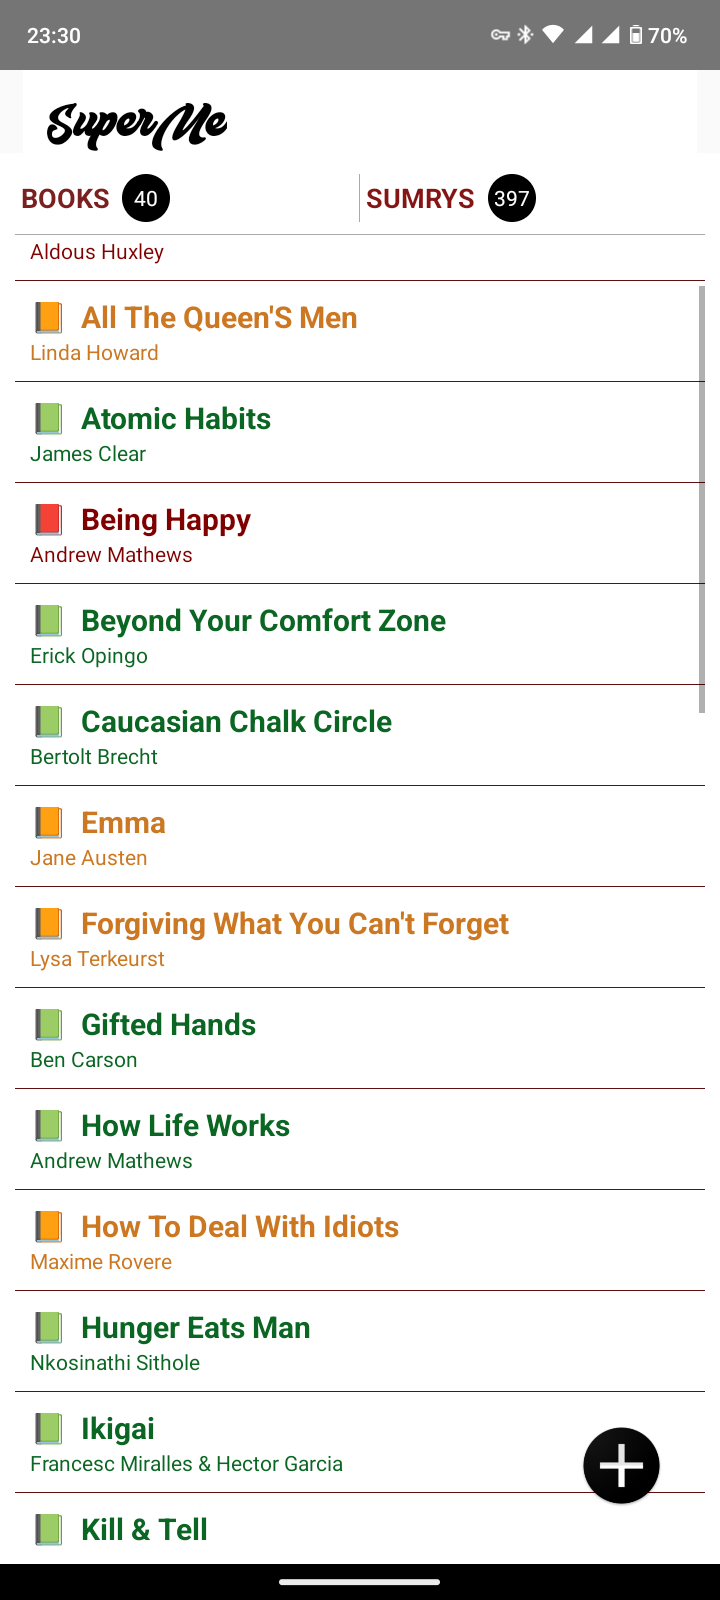 23:30 70%
SuperMe
BOOKS 40 SUMRYS 397
Aldous Huxley
All The Queen'S Men
Linda Howard
Atomic Habits
James Clear
Being Happy
Andrew Mathews
Beyond Your Comfort Zone
Erick Opingo
Caucasian Chalk Circle
Bertolt Brecht
Emma
Jane Austen
Forgiving What You Can't Forget
Lysa Terkeurst
Gifted Hands
Ben Carson
How Life Works
Andrew Mathews
How To Deal With Idiots
Maxime Rovere
Hunger Eats Man
Nkosinathi Sithole
Ikigai
Francesc Miralles & Hector Garcia
Kill & Tell